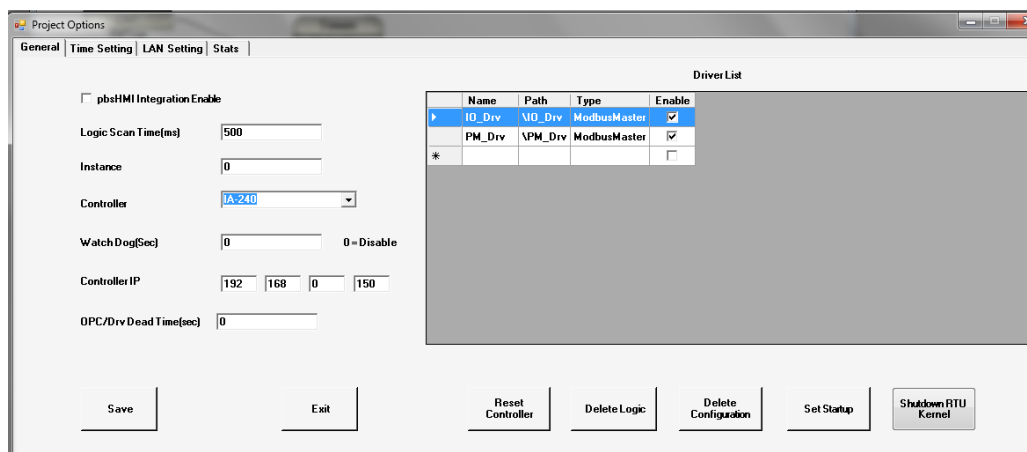 Project Options
General Time Setting LAN Setting Stats
Driver List
pbsHMI Integration Enable
Name Path Type Enable
IO_Drv \IO_Drv ModbusMaster
PM_Drv \PM_Drv ModbusMaster
*
Logic Scan Time(ms) 500
Instance 0
Controller IA-240
Watch Dog(Sec) 0 0 = Disable
Controller IP 192 168 0 150
OPC/Drv Dead Time(sec) 0
Save Exit Reset Controller Delete Logic Delete Configuration Set Startup Shutdown RTU Kernel